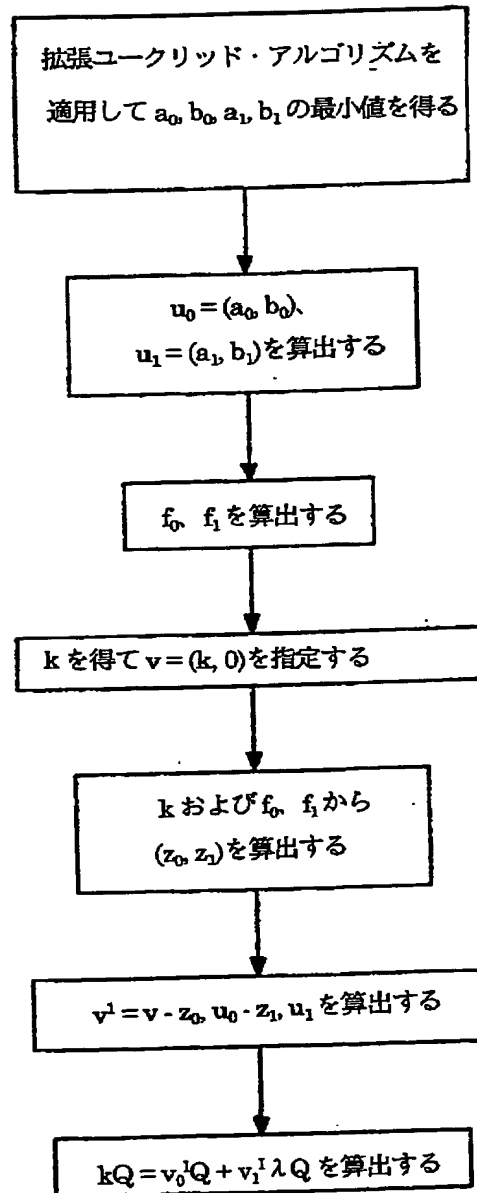 拡張ユークリッド・アルゴリズムを
適用して a₀, b₀, a₁, b₁ の最小値を得る
u₀ = (a₀, b₀)、
u₁ = (a₁, b₁)を算出する
f₀、f₁ を算出する
k を得て v = (k, 0)を指定する
k および f₀、f₁ から
(z₀, z₁)を算出する
v¹ = v - z₀, u₀ - z₁, u₁ を算出する
kQ = v₀ᴵQ + v₁ᴵ λ Q を算出する